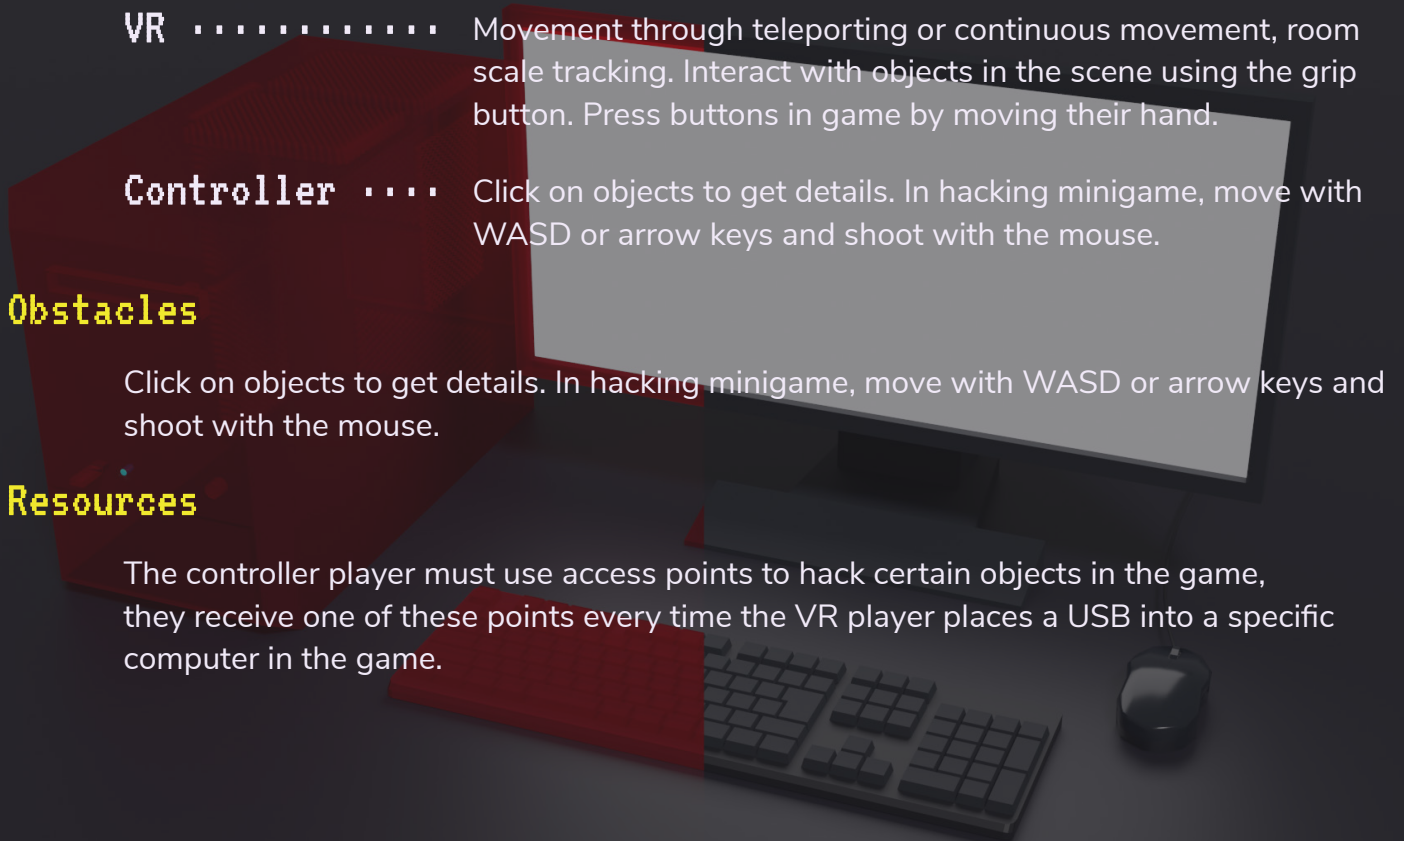 VR ············ Movement through teleporting or continuous movement, room
scale tracking. Interact with objects in the scene using the grip
button. Press buttons in game by moving their hand.
Controller ···· Click on objects to get details. In hacking minigame, move with
WASD or arrow keys and shoot with the mouse.
Obstacles
Click on objects to get details. In hacking minigame, move with WASD or arrow keys and
shoot with the mouse.
Resources
The controller player must use access points to hack certain objects in the game,
they receive one of these points every time the VR player places a USB into a specific
computer in the game.